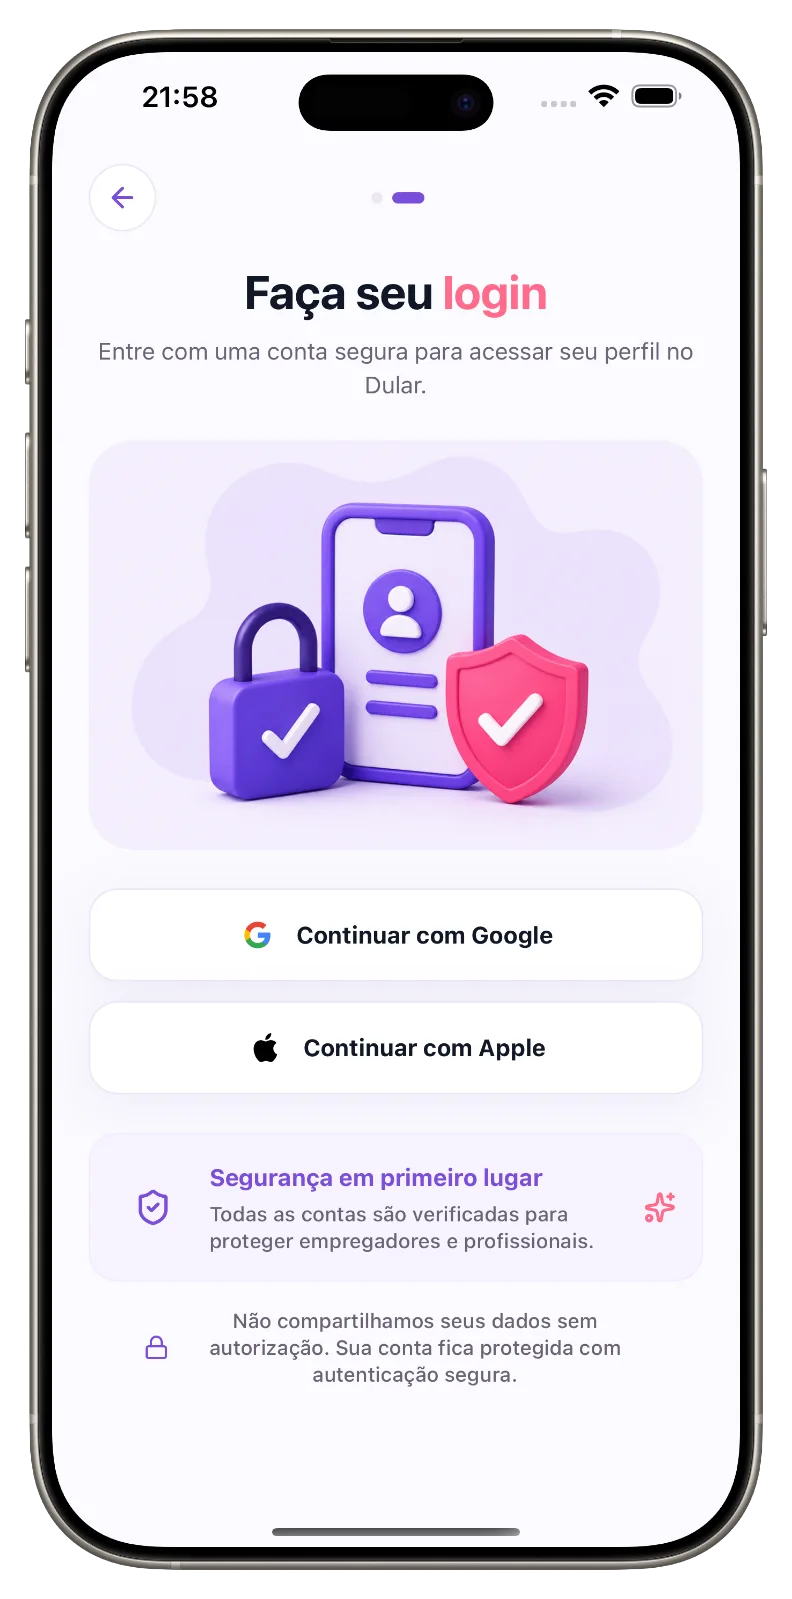 21:58
Faça seu login
Entre com uma conta segura para acessar seu perfil no
Dular.
Continuar com Google
Continuar com Apple
Segurança em primeiro lugar
Todas as contas são verificadas para
proteger empregadores e profissionais.
Não compartilhamos seus dados sem
autorização. Sua conta fica protegida com
autenticação segura.